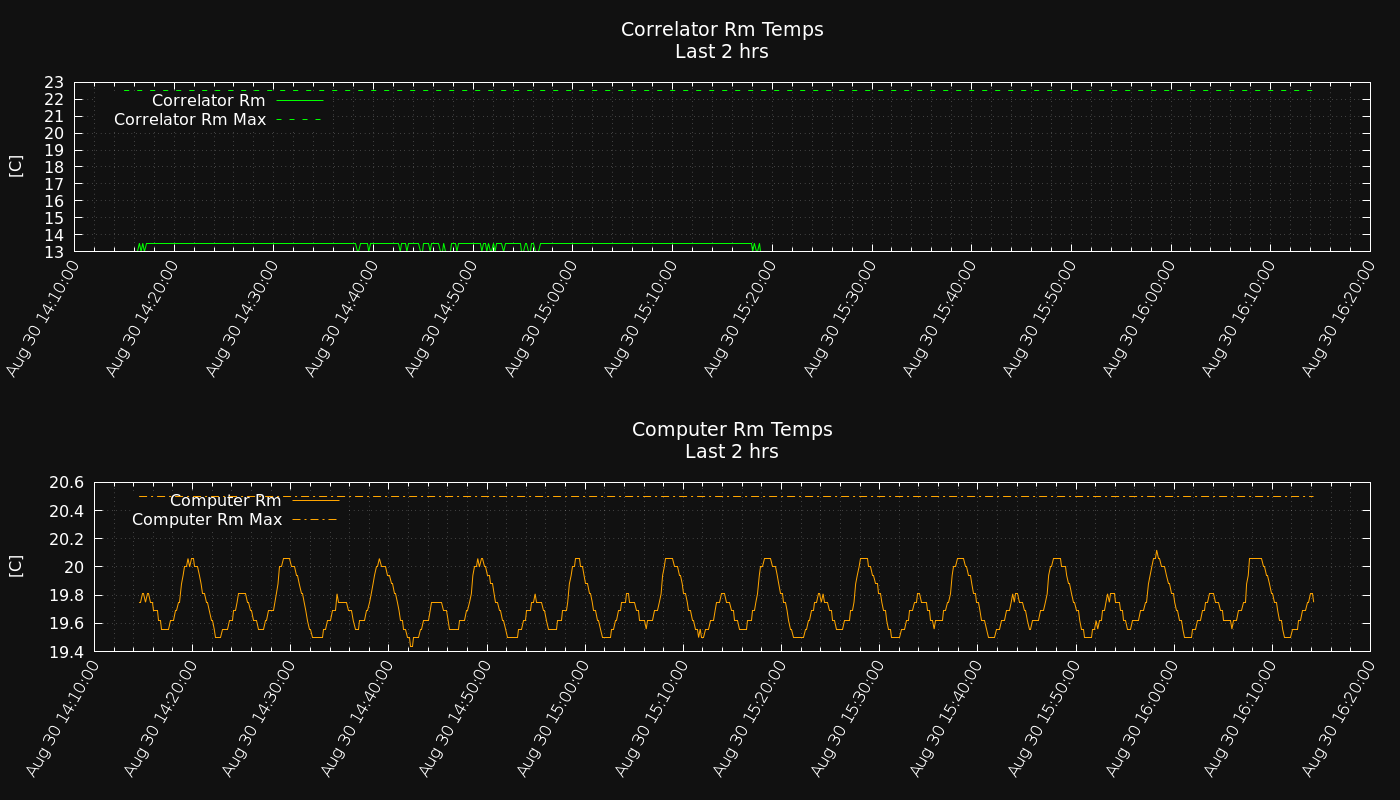 Correlator Rm Temps
Last 2 hrs
23
22
21
20
19
18
17
16
15
14
13
[C]
Correlator Rm
Correlator Rm Max
Aug 30 14:10:00
Aug 30 14:20:00
Aug 30 14:30:00
Aug 30 14:40:00
Aug 30 14:50:00
Aug 30 15:00:00
Aug 30 15:10:00
Aug 30 15:20:00
Aug 30 15:30:00
Aug 30 15:40:00
Aug 30 15:50:00
Aug 30 16:00:00
Aug 30 16:10:00
Aug 30 16:20:00
Computer Rm Temps
Last 2 hrs
20.6
20.4
20.2
20
19.8
19.6
19.4
[C]
Computer Rm
Computer Rm Max
Aug 30 14:10:00
Aug 30 14:20:00
Aug 30 14:30:00
Aug 30 14:40:00
Aug 30 14:50:00
Aug 30 15:00:00
Aug 30 15:10:00
Aug 30 15:20:00
Aug 30 15:30:00
Aug 30 15:40:00
Aug 30 15:50:00
Aug 30 16:00:00
Aug 30 16:10:00
Aug 30 16:20:00